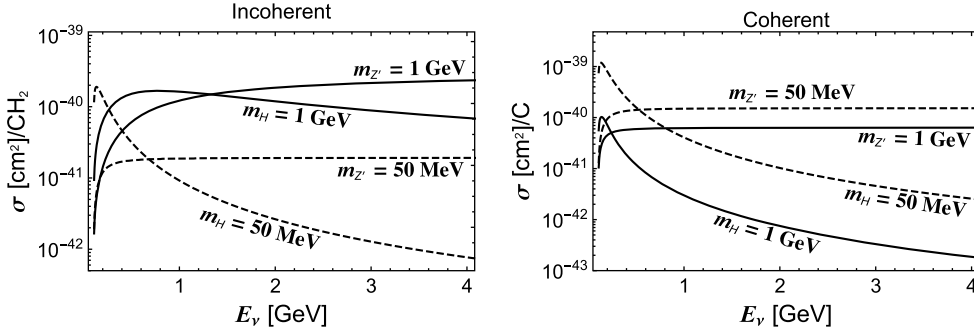 Incoherent
10⁻³⁹
10⁻⁴⁰
10⁻⁴¹
10⁻⁴²
σ [cm²]/CH₂
m_Z' = 1 GeV
m_H = 1 GeV
m_Z' = 50 MeV
m_H = 50 MeV
1 2 3 4
E_ν [GeV]
Coherent
10⁻³⁹
10⁻⁴⁰
10⁻⁴¹
10⁻⁴²
10⁻⁴³
σ [cm²]/C
m_Z' = 50 MeV
m_Z' = 1 GeV
m_H = 50 MeV
m_H = 1 GeV
1 2 3 4
E_ν [GeV]